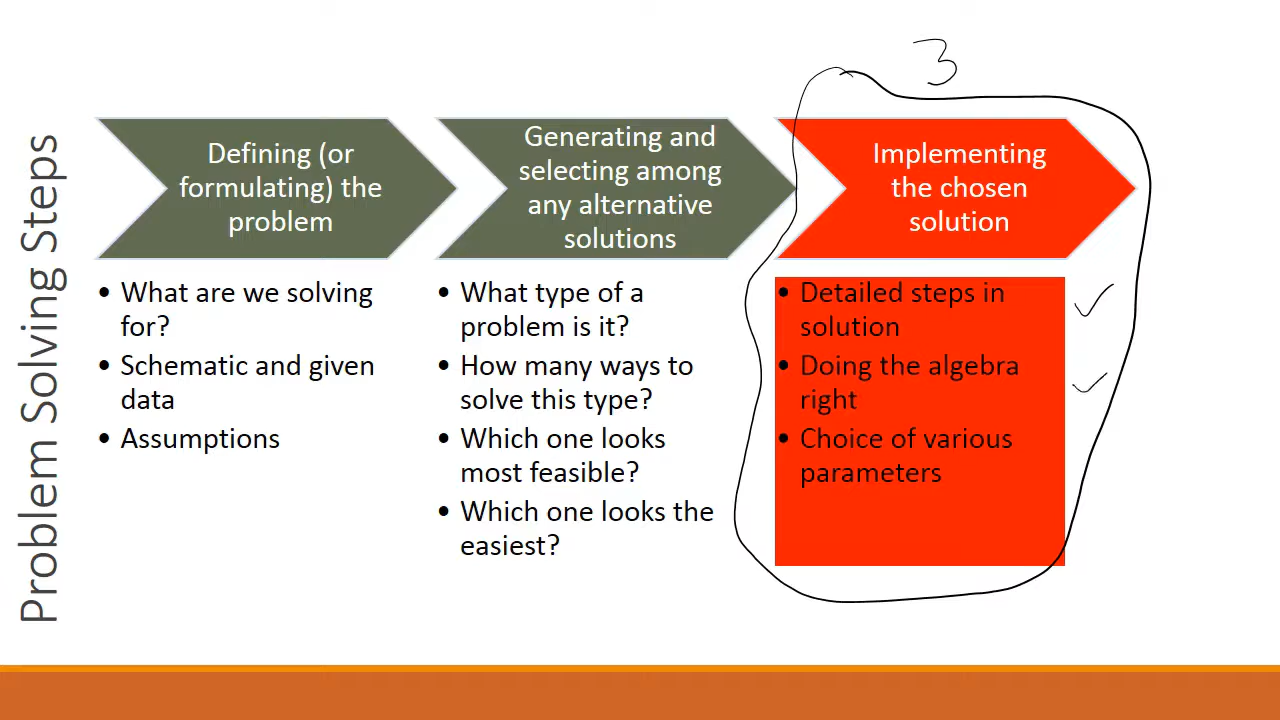 Problem Solving Steps
3
Defining (or
formulating) the
problem
• What are we solving
for?
• Schematic and given
data
• Assumptions
Generating and
selecting among
any alternative
solutions
• What type of a
problem is it?
• How many ways to
solve this type?
• Which one looks
most feasible?
• Which one looks the
easiest?
Implementing
the chosen
solution
• Detailed steps in
solution
• Doing the algebra
right
• Choice of various
parameters